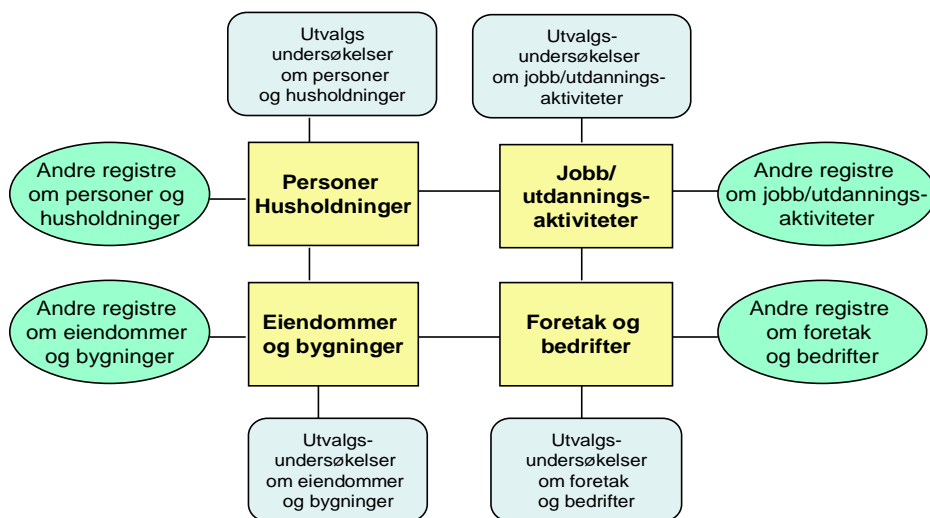 Utvalgs
undersøkelser
om personer
og husholdninger
Utvalgs-
undersøkelser
om jobb/utdannings-
aktiviteter
Andre registre
om personer og
husholdninger
Personer
Husholdninger
Jobb/
utdannings-
aktiviteter
Andre registre
om jobb/utdannings-
aktiviteter
Andre registre
om eiendommer
og bygninger
Eiendommer
og bygninger
Foretak og
bedrifter
Andre registre
om foretak
og bedrifter
Utvalgs-
undersøkelser
om eiendommer
og bygninger
Utvalgs-
undersøkelser
om foretak
og bedrifter